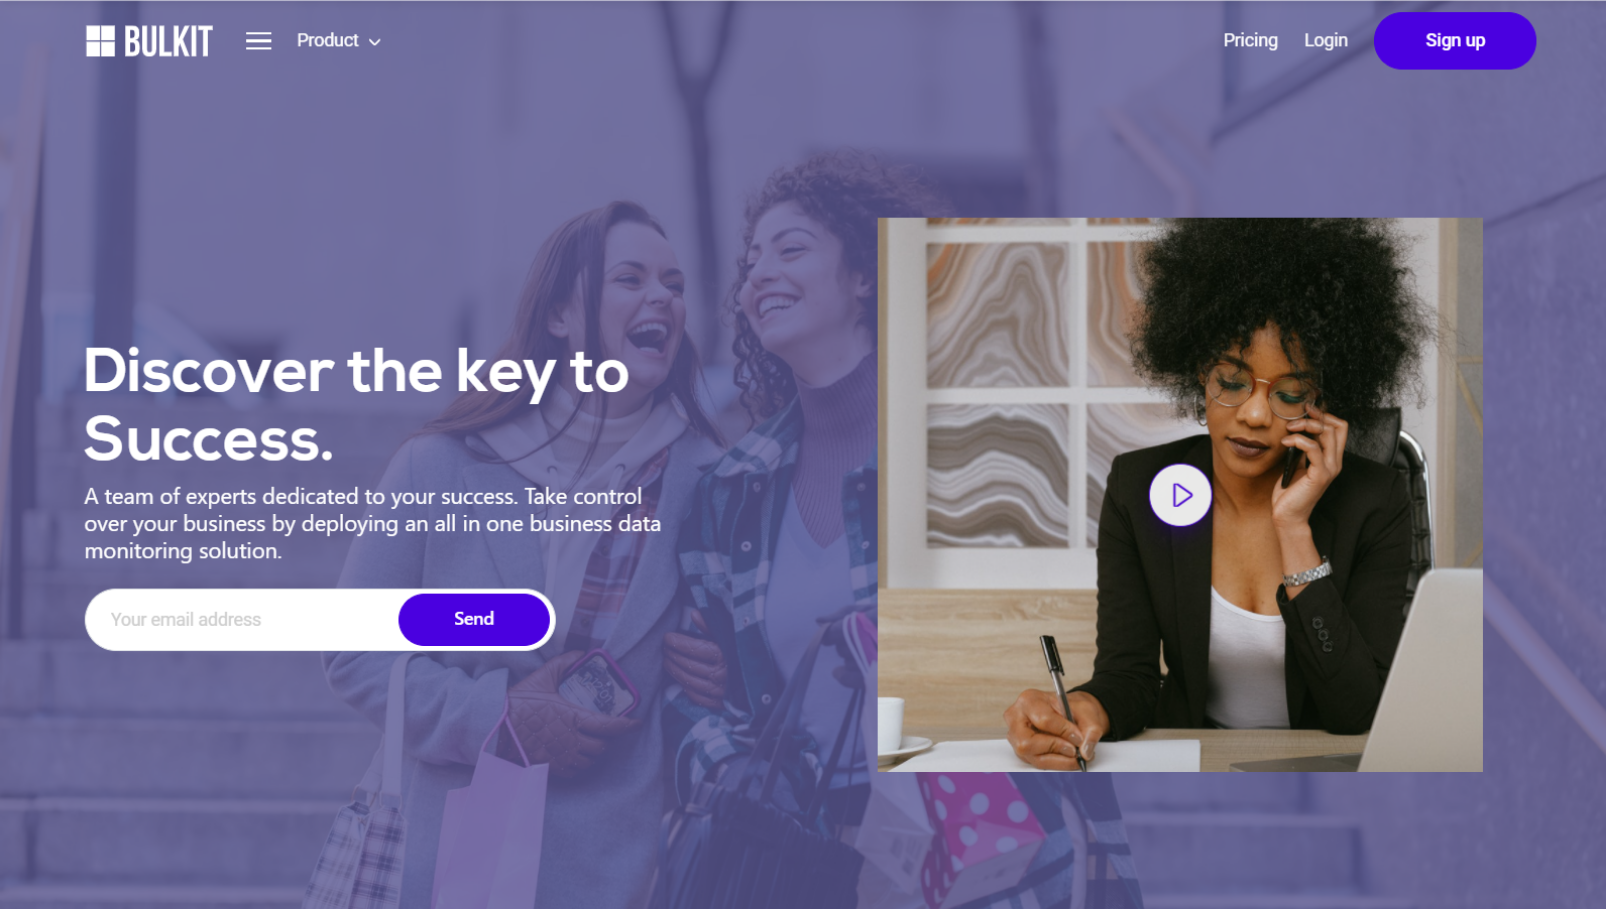 BULKIT
Product
Pricing
Login
Sign up
Discover the key to
Success.
A team of experts dedicated to your success. Take control
over your business by deploying an all in one business data
monitoring solution.
Your email address
Send